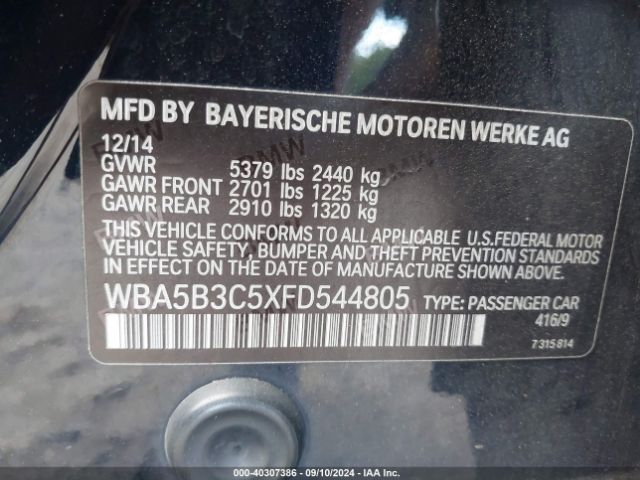 MFD BY BAYERISCHE MOTOREN WERKE AG
12/14
GVWR 5379 lbs 2440 kg
GAWR FRONT 2701 lbs 1225 kg
GAWR REAR 2910 lbs 1320 kg
THIS VEHICLE CONFORMS TO ALL APPLICABLE U.S.FEDERAL MOTOR
VEHICLE SAFETY, BUMPER AND THEFT PREVENTION STANDARDS
IN EFFECT ON THE DATE OF MANUFACTURE SHOWN ABOVE.
WBA5B3C5XFD544805 TYPE: PASSENGER CAR
416/9
7315814
000-40307386 - 09/10/2024 - IAA Inc.